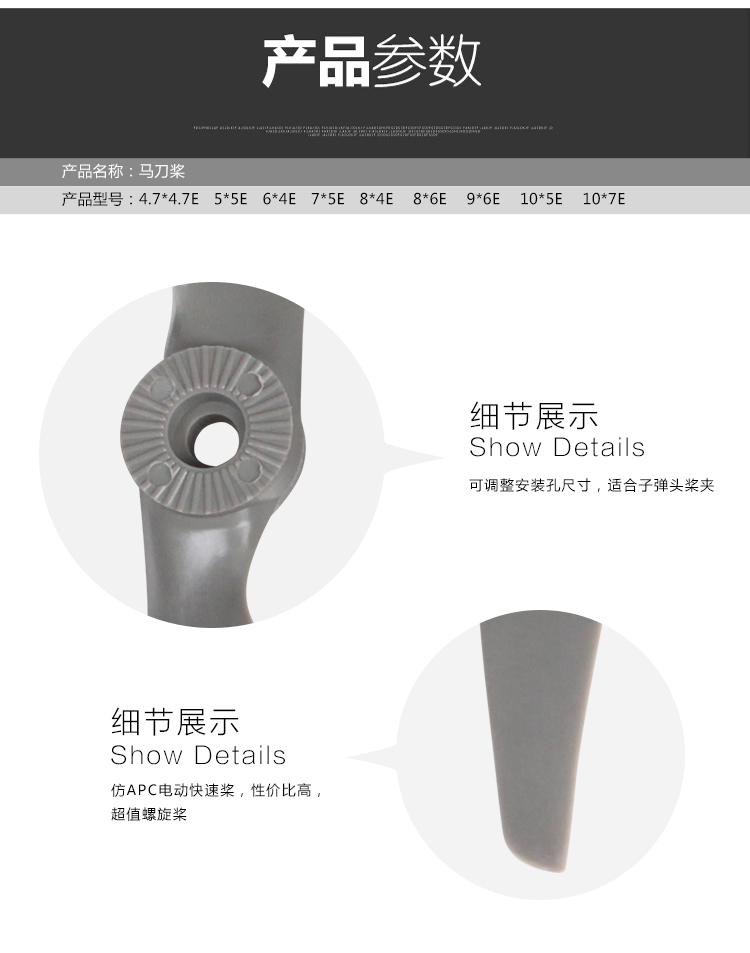 产品参数
产品名称：马刀桨
产品型号：4.7*4.7E 5*5E 6*4E 7*5E 8*4E 8*6E 9*6E 10*5E 10*7E
细节展示
Show Details
可调整安装孔尺寸，适合子弹头桨夹
细节展示
Show Details
仿APC电动快速桨，性价比高，
超值螺旋桨